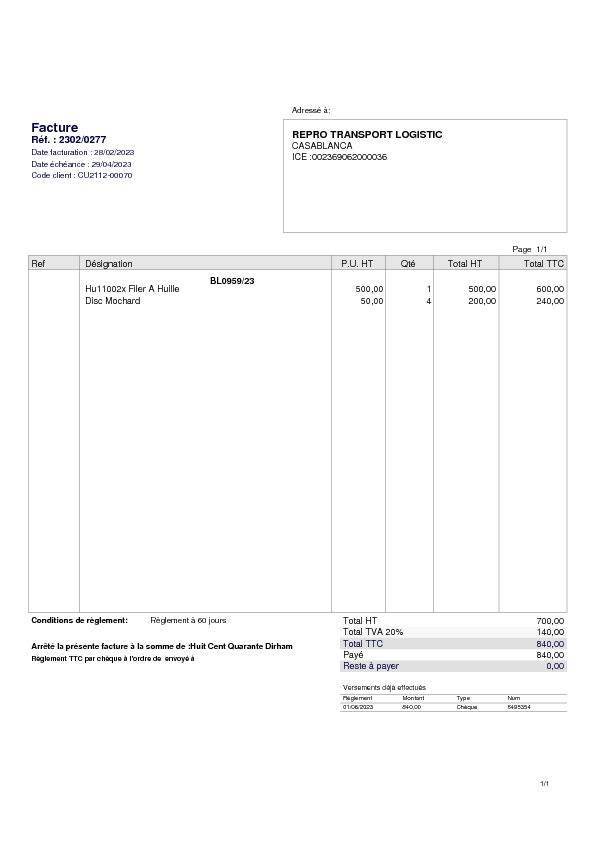 Adressé à:
Facture
Réf. : 2302/0277
Date facturation : 28/02/2023
Date échéance : 29/04/2023
Code client : CU2112-00070
REPRO TRANSPORT LOGISTIC
CASABLANCA
ICE :002369062000036
Page 1/1
Ref Désignation P.U. HT Qté Total HT Total TTC
BL0959/23
Hu11002x Filer A Huille 500,00 1 500,00 600,00
Disc Mochard 50,00 4 200,00 240,00
Conditions de règlement: Règlement à 60 jours
Arrêté la présente facture à la somme de :Huit Cent Quarante Dirham
Règlement TTC par chèque à l'ordre de envoyé à
Total HT 700,00
Total TVA 20% 140,00
Total TTC 840,00
Payé 840,00
Reste à payer 0,00
Versements déjà effectués
Règlement Montant Type Num
01/06/2023 840,00 Chèque 6495354
1/1